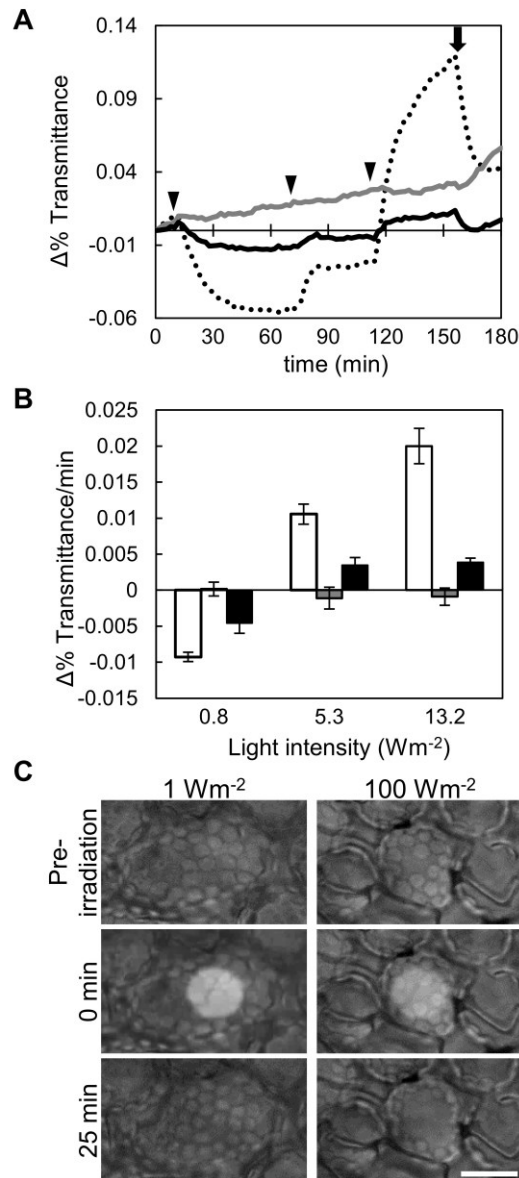 A
0.14
0.09
0.04
-0.01
-0.06
Δ% Transmittance
0 30 60 90 120 150 180
time (min)
B
0.025
0.02
0.015
0.01
0.005
0
-0.005
-0.01
-0.015
Δ% Transmittance/min
0.8 5.3 13.2
Light intensity (Wm-2)
C
1 Wm-2 100 Wm-2
Pre-
irradiation
0 min
25 min